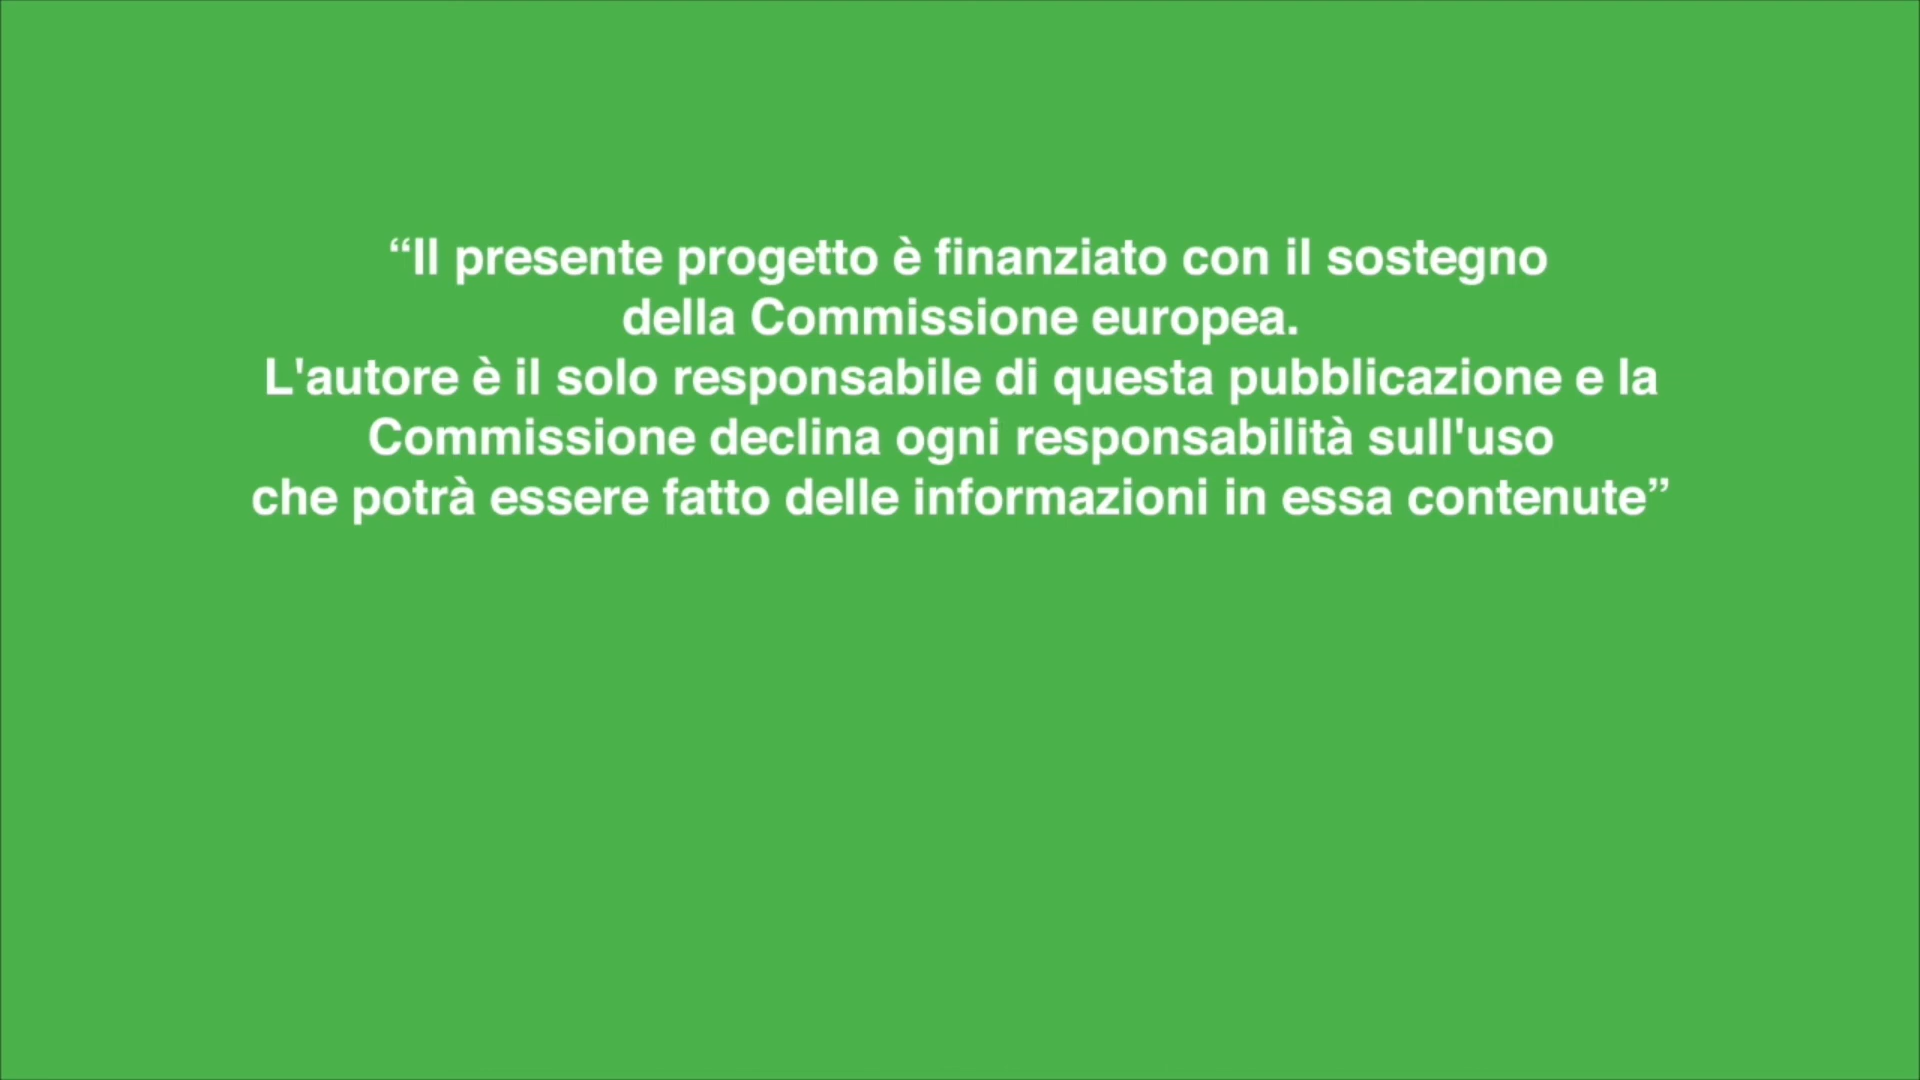 “Il presente progetto è finanziato con il sostegno
della Commissione europea.
L'autore è il solo responsabile di questa pubblicazione e la
Commissione declina ogni responsabilità sull'uso
che potrà essere fatto delle informazioni in essa contenute”